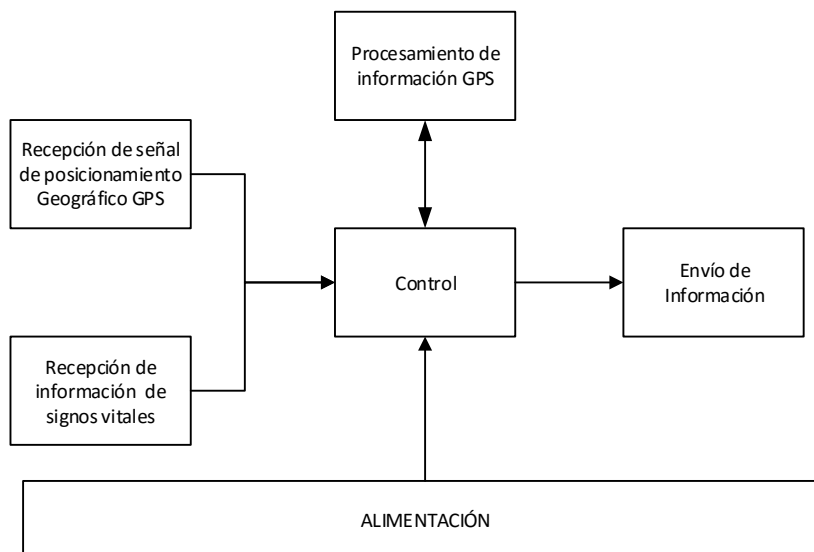 Procesamiento de
información GPS
Recepción de señal
de posicionamiento
Geográfico GPS
Control
Envío de
Información
Recepción de
información de
signos vitales
ALIMENTACIÓN